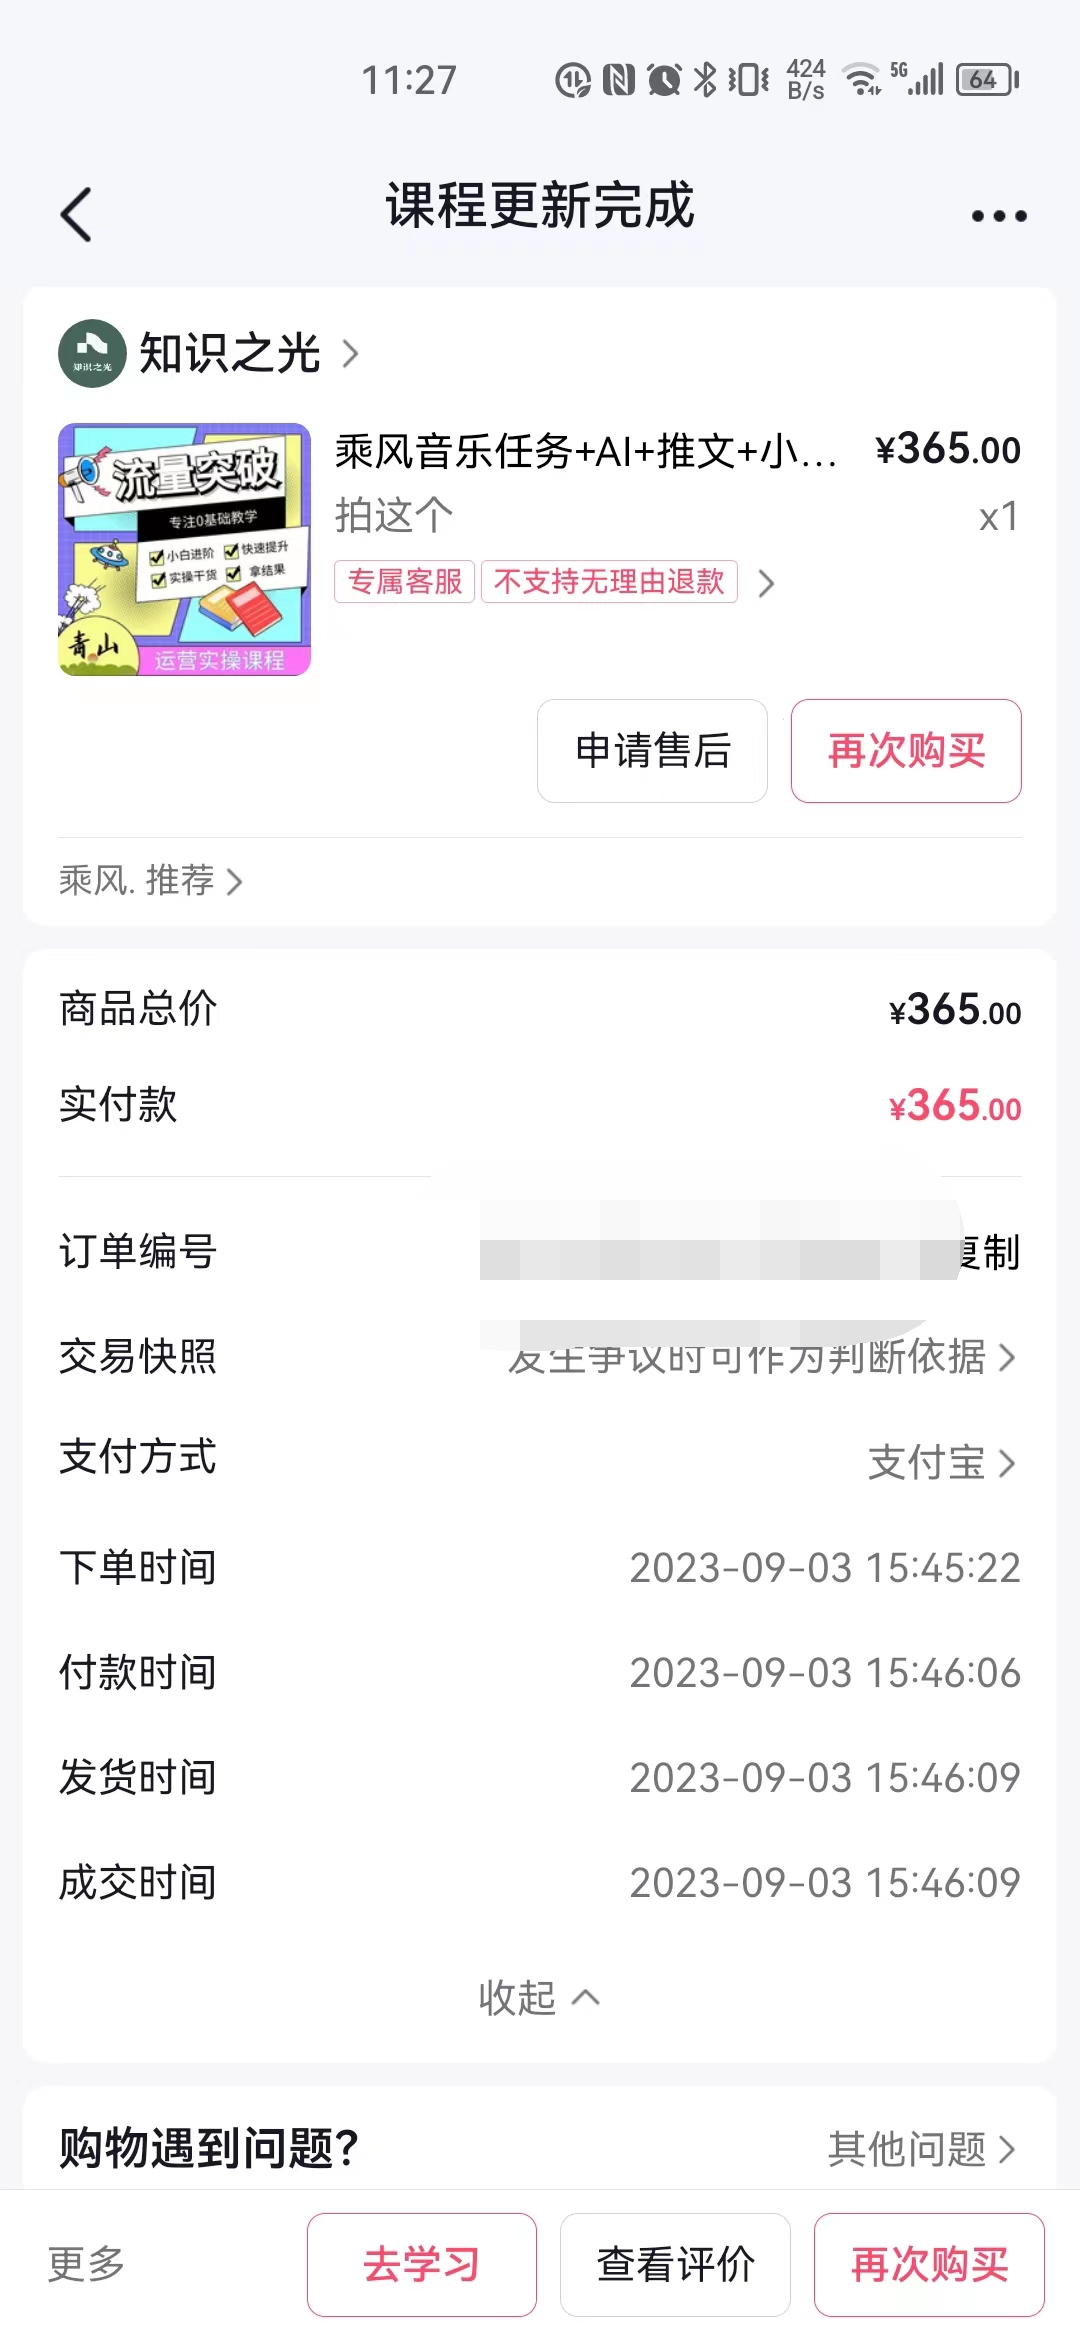 11:27
424
B/s
5G
64
课程更新完成
知识之光
知识之光
流量突破
专注0基础教学
小白进阶 快速提升
实操干货 拿结果
青山
运营实操课程
乘风音乐任务+AI+推文+小... ¥365.00
拍这个 x1
专属客服 不支持无理由退款
申请售后 再次购买
乘风. 推荐
商品总价 ¥365.00
实付款 ¥365.00
订单编号 复制
交易快照 发生争议时可作为判断依据
支付方式 支付宝
下单时间 2023-09-03 15:45:22
付款时间 2023-09-03 15:46:06
发货时间 2023-09-03 15:46:09
成交时间 2023-09-03 15:46:09
收起
购物遇到问题? 其他问题
更多 去学习 查看评价 再次购买